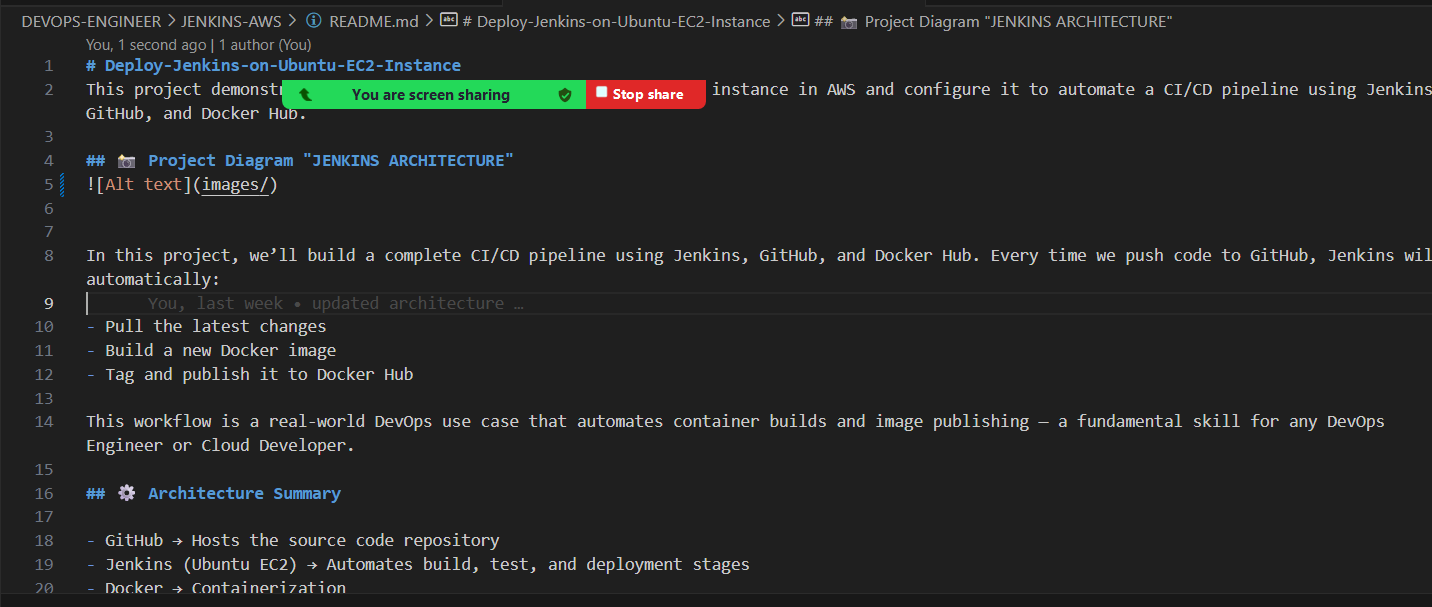 DEVOPS-ENGINEER > JENKINS-AWS > README.md > # Deploy-Jenkins-on-Ubuntu-EC2-Instance > ## 📷 Project Diagram "JENKINS ARCHITECTURE"
You, 1 second ago | 1 author (You)
1 # Deploy-Jenkins-on-Ubuntu-EC2-Instance
2 This project demonst instance in AWS and configure it to automate a CI/CD pipeline using Jenkins
You are screen sharing Stop share
GitHub, and Docker Hub.
3
4 ## 📷 Project Diagram "JENKINS ARCHITECTURE"
5 ![Alt text](images/)
6
7
8 In this project, we’ll build a complete CI/CD pipeline using Jenkins, GitHub, and Docker Hub. Every time we push code to GitHub, Jenkins wil
automatically:
9 You, last week • updated architecture …
10 - Pull the latest changes
11 - Build a new Docker image
12 - Tag and publish it to Docker Hub
13
14 This workflow is a real-world DevOps use case that automates container builds and image publishing — a fundamental skill for any DevOps
Engineer or Cloud Developer.
15
16 ## ⚙️ Architecture Summary
17
18 - GitHub → Hosts the source code repository
19 - Jenkins (Ubuntu EC2) → Automates build, test, and deployment stages
20 - Docker → Containerization